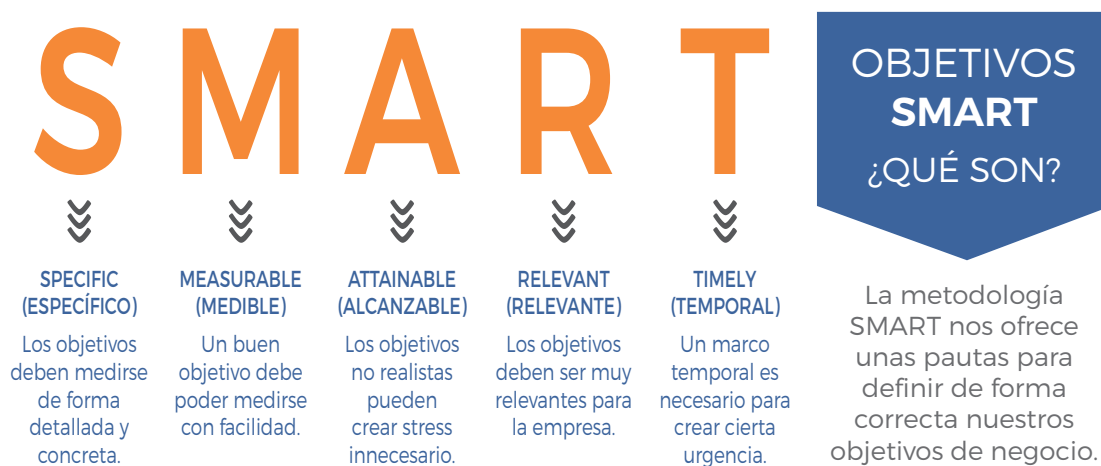 SMART
SPECIFIC
(ESPECÍFICO)
Los objetivos
deben medirse
de forma
detallada y
concreta.
MEASURABLE
(MEDIBLE)
Un buen
objetivo debe
poder medirse
con facilidad.
ATTAINABLE
(ALCANZABLE)
Los objetivos
no realistas
pueden
crear stress
innecesario.
RELEVANT
(RELEVANTE)
Los objetivos
deben ser muy
relevantes para
la empresa.
TIMELY
(TEMPORAL)
Un marco
temporal es
necesario para
crear cierta
urgencia.
OBJETIVOS
SMART
¿QUÉ SON?
La metodología
SMART nos ofrece
unas pautas para
definir de forma
correcta nuestros
objetivos de negocio.